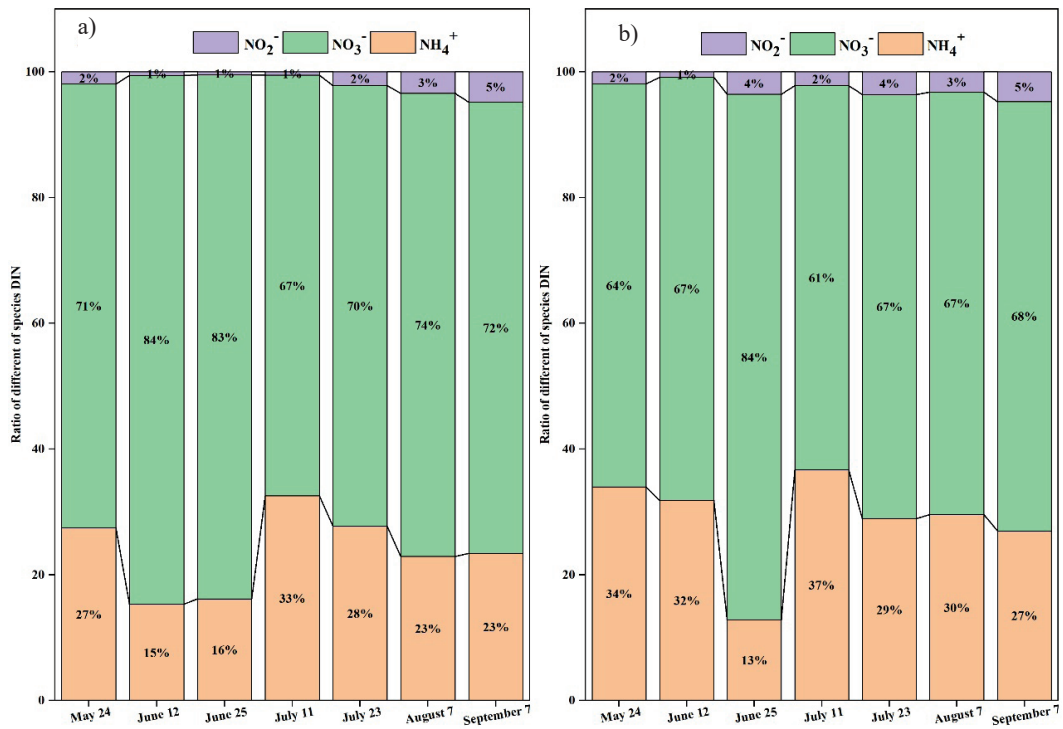 a)
NO₂⁻ NO₃⁻ NH₄⁺
Ratio of different of species DIN
100
80
60
40
20
0
2% 1% 1% 1% 2% 3% 5%
71% 84% 83% 67% 70% 74% 72%
27% 15% 16% 33% 28% 23% 23%
May 24 June 12 June 25 July 11 July 23 August 7 September 7
b)
NO₂⁻ NO₃⁻ NH₄⁺
Ratio of different of species DIN
100
80
60
40
20
0
2% 1% 4% 2% 4% 3% 5%
64% 67% 84% 61% 67% 67% 68%
34% 32% 13% 37% 29% 30% 27%
May 24 June 12 June 25 July 11 July 23 August 7 September 7